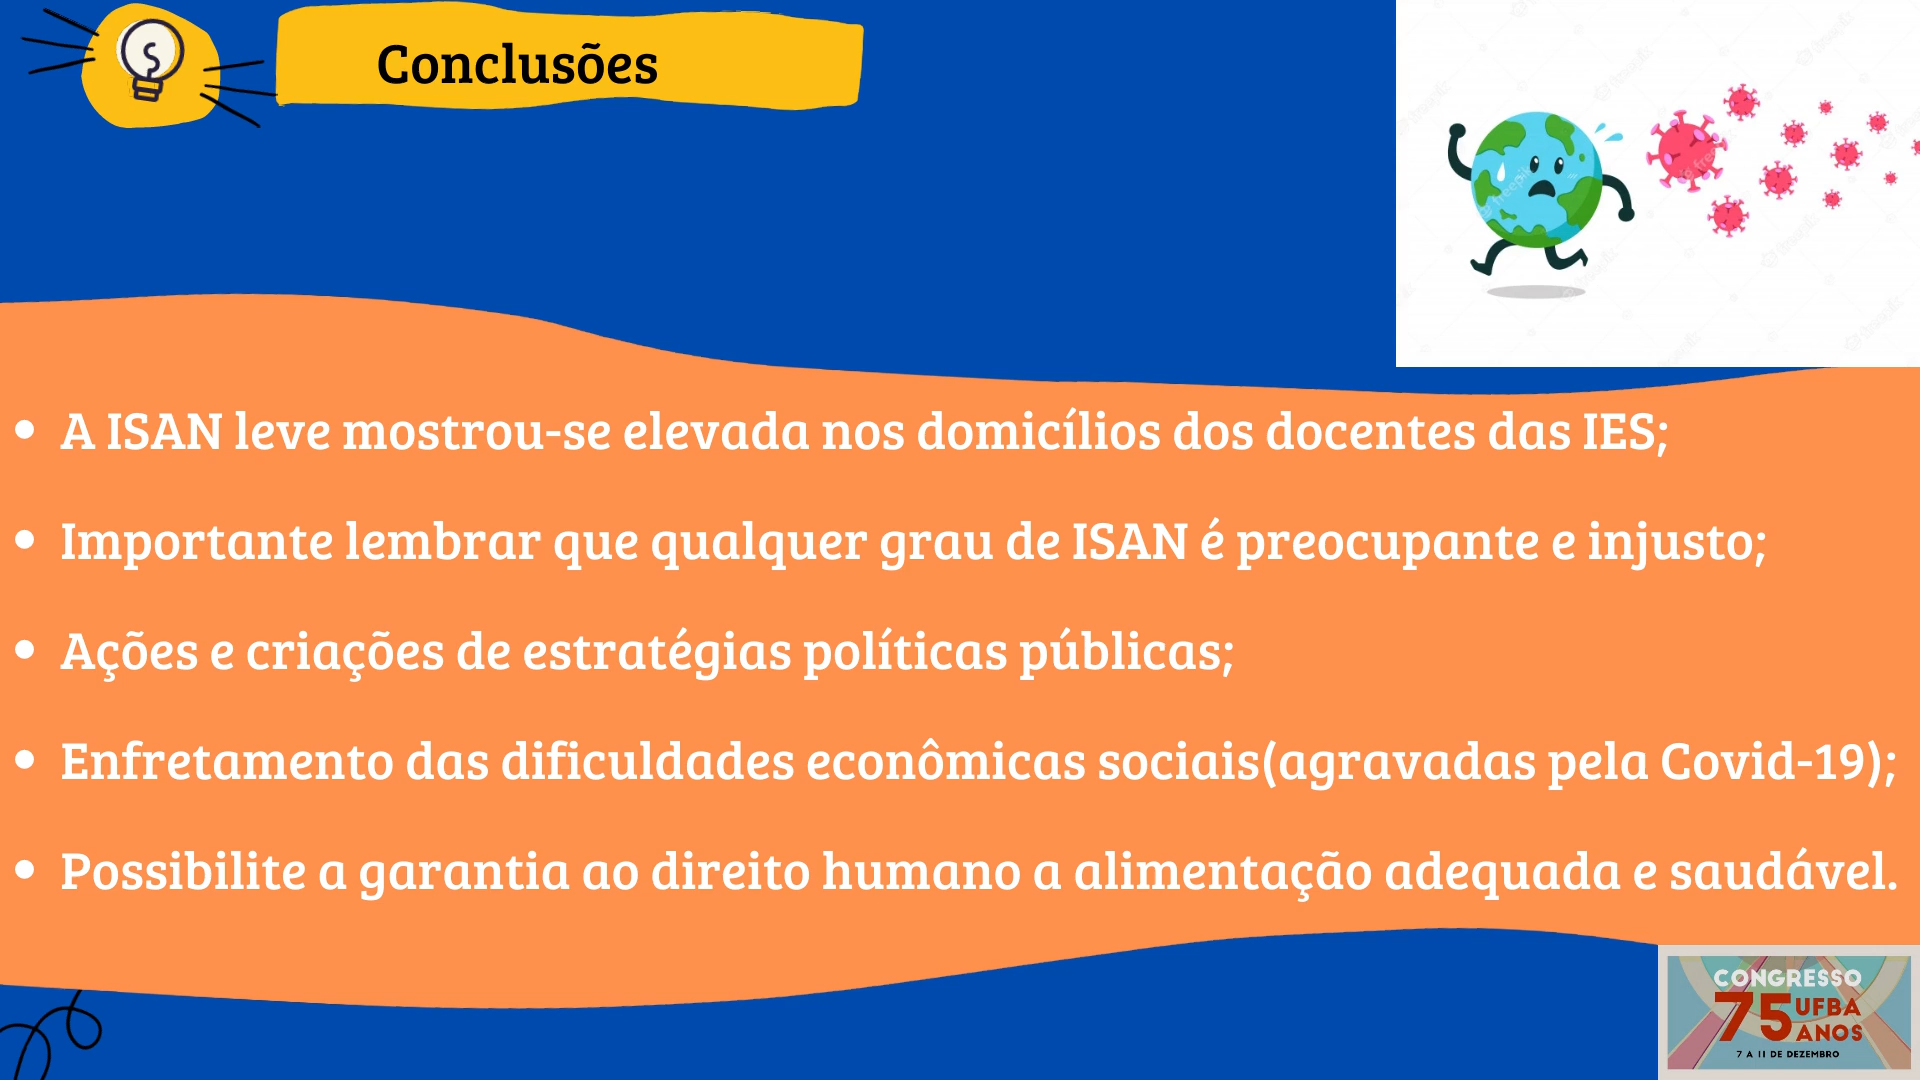 Conclusões
• A ISAN leve mostrou-se elevada nos domicílios dos docentes das IES;
• Importante lembrar que qualquer grau de ISAN é preocupante e injusto;
• Ações e criações de estratégias políticas públicas;
• Enfretamento das dificuldades econômicas sociais(agravadas pela Covid-19);
• Possibilite a garantia ao direito humano a alimentação adequada e saudável.
CONGRESSO
75 UFBA
ANOS
7 A 11 DE DEZEMBRO